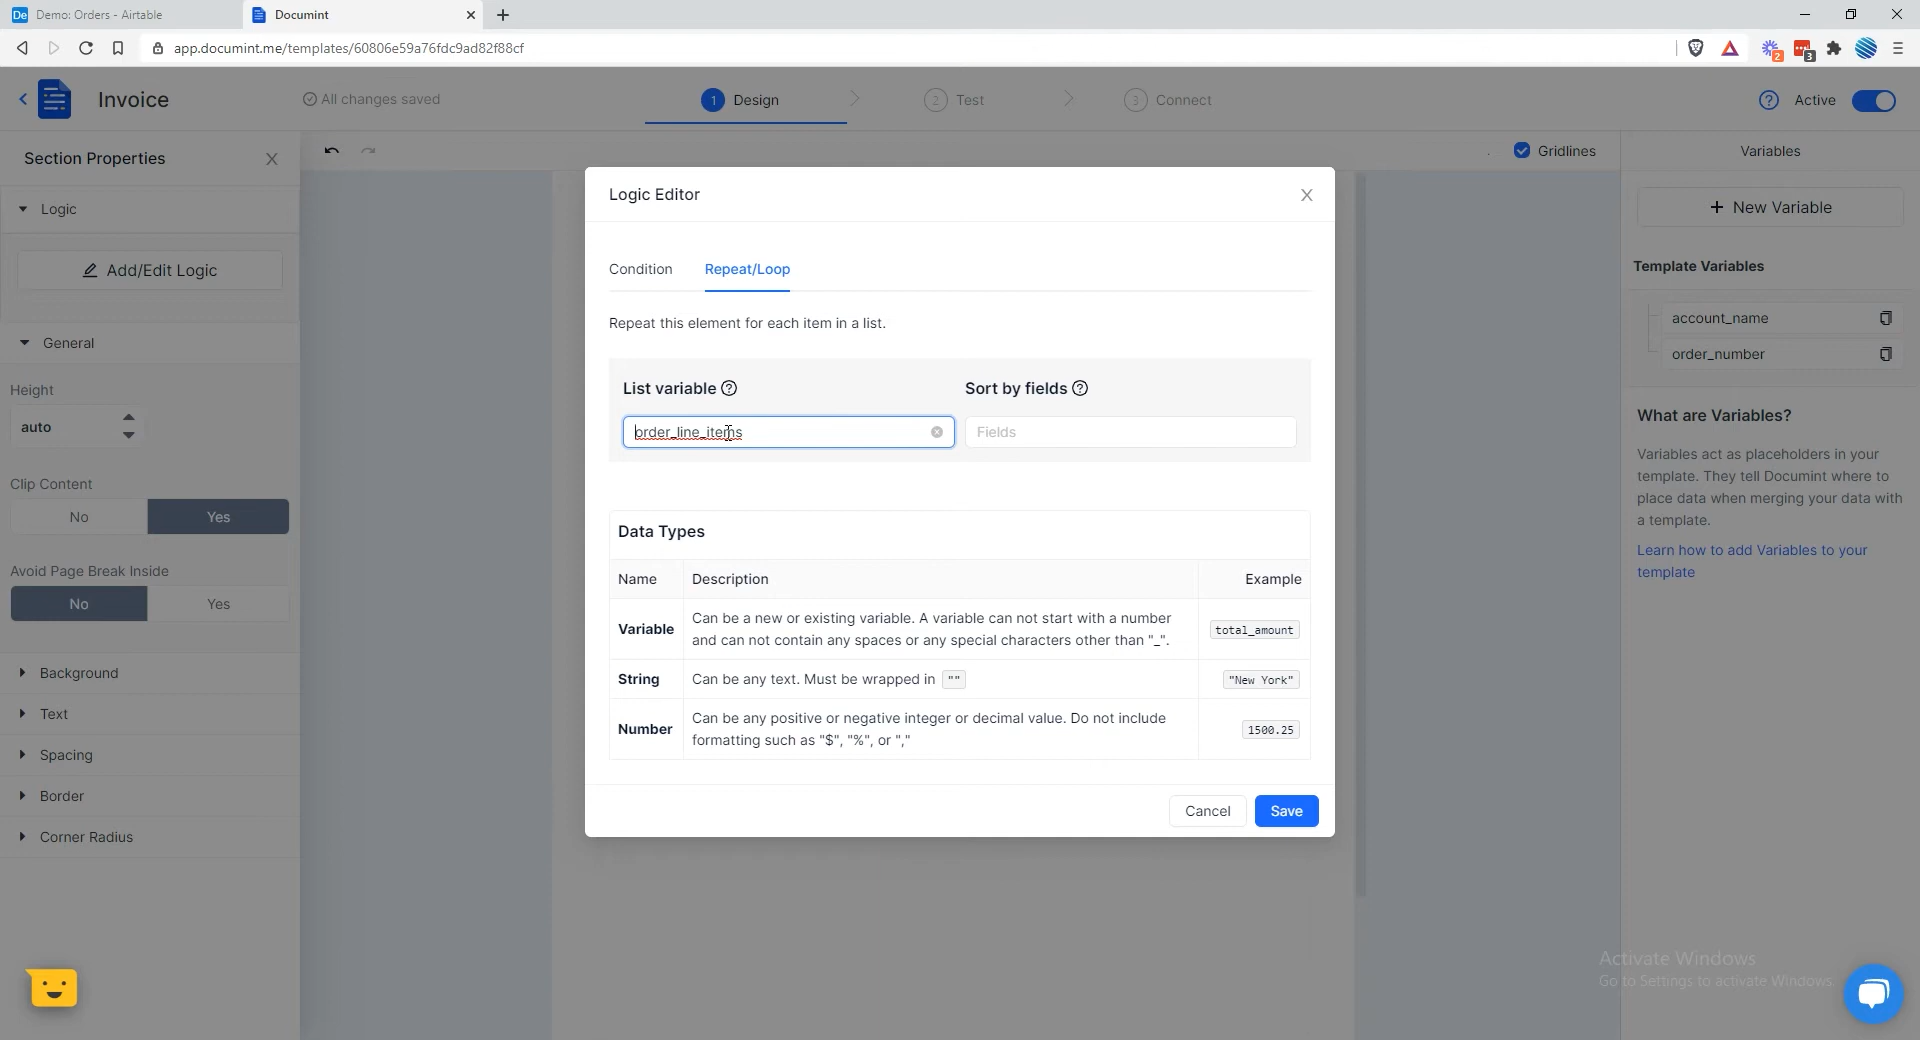 Demo: Orders - Airtable
Documint
app.documint.me/templates/60806e59a76fdc9ad82f88cf
2
3
Invoice
All changes saved
1 Design
2 Test
3 Connect
Active
Section Properties
Logic
Add/Edit Logic
General
Height
auto
Clip Content
No
Yes
Avoid Page Break Inside
No
Yes
Background
Text
Spacing
Border
Corner Radius
Gridlines
Logic Editor
Condition
Repeat/Loop
Repeat this element for each item in a list.
List variable
Sort by fields
order_line_items
Fields
Data Types
Name
Description
Example
Variable
Can be a new or existing variable. A variable can not start with a number
and can not contain any spaces or any special characters other than "_".
total_amount
String
Can be any text. Must be wrapped in ""
"New York"
Number
Can be any positive or negative integer or decimal value. Do not include
formatting such as "$", "%", or ","
1500.25
Cancel
Save
Variables
+ New Variable
Template Variables
account_name
order_number
What are Variables?
Variables act as placeholders in your
template. They tell Documint where to
place data when merging your data with
a template.
Learn how to add Variables to your
template
Activate Windows
Go to Settings to activate Windows.